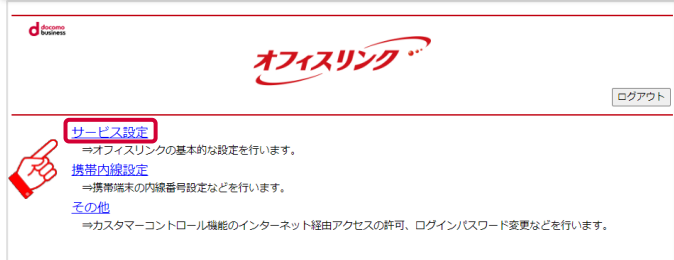 docomo
business
オフィスリンク
ログアウト
サービス設定
⇒オフィスリンクの基本的な設定を行います。
携帯内線設定
⇒携帯端末の内線番号設定などを行います。
その他
⇒カスタマーコントロール機能のインターネット経由アクセスの許可、ログインパスワード変更などを行います。